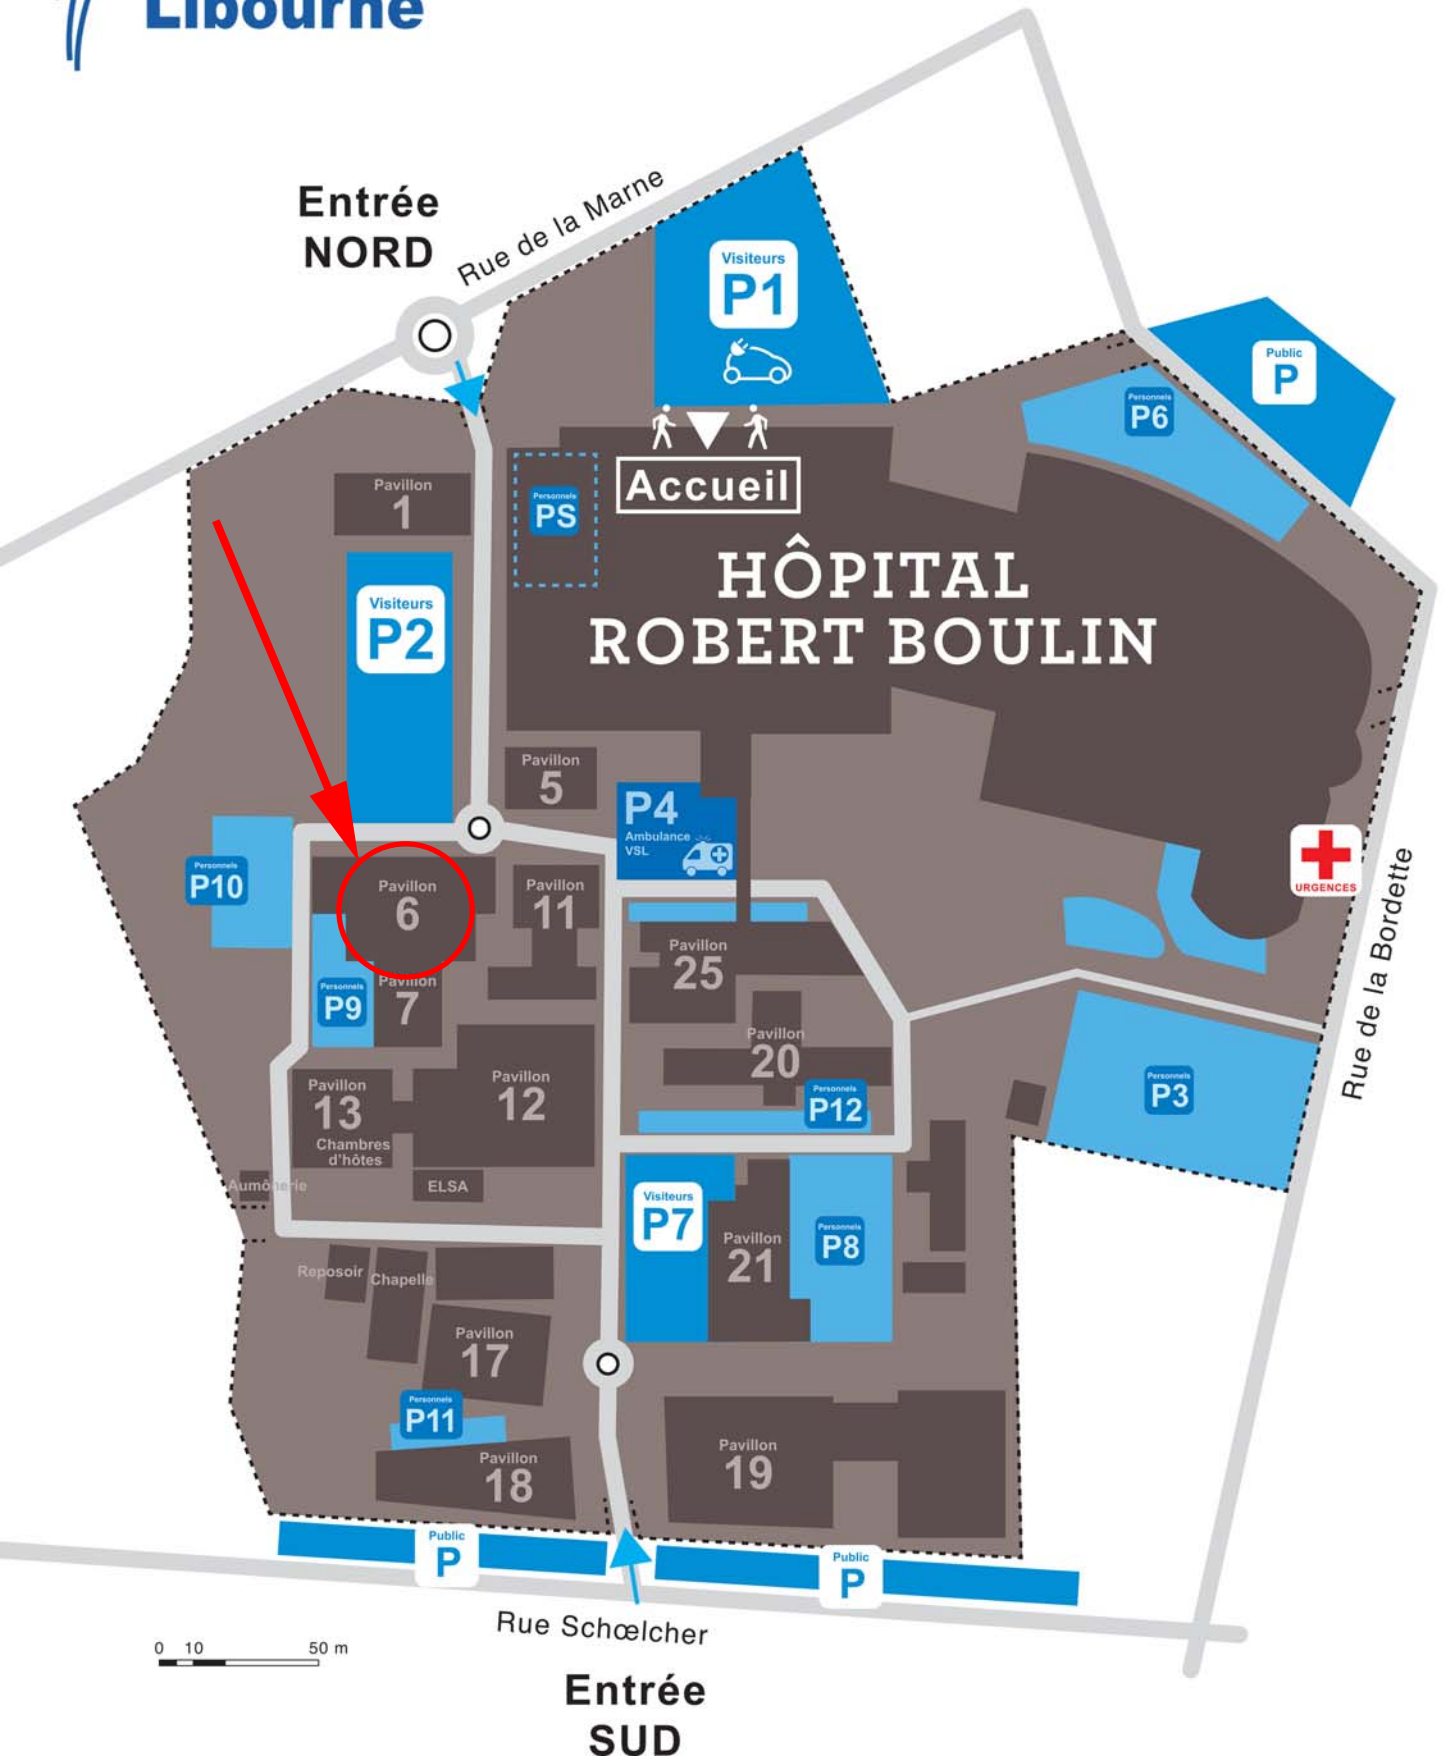 Libourne
Entrée
NORD
Rue de la Marne
Visiteurs
P1
Public
P
Personnels
P6
Pavillon
1
Personnels
PS
Accueil
HÔPITAL
ROBERT BOULIN
Visiteurs
P2
Pavillon
5
P4
Ambulance
VSL
URGENCES
Rue de la Bordette
Personnels
P10
Pavillon
6
Pavillon
11
Pavillon
25
Personnels
P9
Pavillon
7
Pavillon
20
Pavillon
13
Chambres
d'hôtes
Pavillon
12
Personnels
P12
Personnels
P3
Aumônerie
ELSA
Visiteurs
P7
Pavillon
21
Personnels
P8
Reposoir
Chapelle
Pavillon
17
Personnels
P11
Pavillon
18
Pavillon
19
Public
P
Public
P
Rue Schœlcher
0 10 50 m
Entrée
SUD